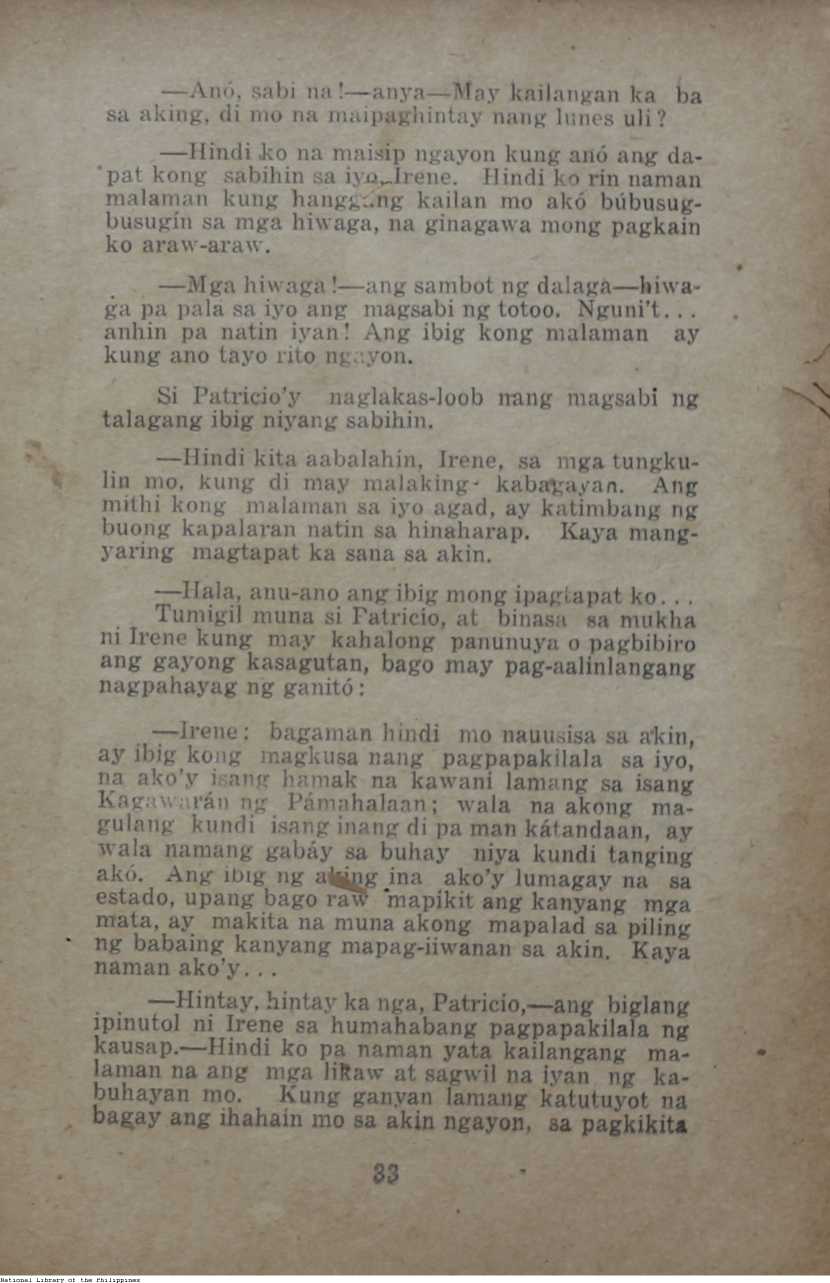 —Anó, sabi na!—anya—May kailangan ka ba
sa aking, di mo na maipaghintay nang lunes uli?
—Hindi ko na maisip ngayon kung anó ang da-
pat kong sabihin sa iyo, Irene. Hindi ko rin naman
malaman kung hanggang kailan mo akó búbusug-
busugín sa mga hiwaga, na ginagawa mong pagkain
ko araw-araw.
—Mga hiwaga!—ang sambot ng dalaga—hiwa-
ga pa pala sa iyo ang magsabi ng totoo. Nguni't...
anhin pa natin iyan! Ang ibig kong malaman ay
kung ano tayo rito ngayon.
Si Patricio'y naglakas-loob nang magsabi ng
talagang ibig niyang sabihin.
—Hindi kita aabalahin, Irene, sa mga tungku-
lin mo, kung di may malaking kabagayan. Ang
mithi kong malaman sa iyo agad, ay katimbang ng
buong kapalaran natin sa hinaharap. Kaya mang-
yaring magtapat ka sana sa akin.
—Hala, anu-ano ang ibig mong ipagtapat ko...
Tumigil muna si Patricio, at binasa sa mukha
ni Irene kung may kahalong panunuya o pagbibiro
ang gayong kasagutan, bago may pag-aalinlangang
nagpahayag ng ganitó:
—Irene: bagaman hindi mo nauusisa sa akin,
ay ibig kong magkusa nang pagpapakilala sa iyo,
na ako'y isang hamak na kawani lamang sa isang
Kagawarán ng Pámahalaan; wala na akong ma-
gulang kundi isang inang di pa man kátandaan, ay
wala namang gabáy sa buhay niya kundi tanging
akó. Ang ibig ng aking ina ako'y lumagay na sa
estado, upang bago raw mapikit ang kanyang mga
mata, ay makita na muna akong mapalad sa piling
ng babaing kanyang mapag-iiwanan sa akin. Kaya
naman ako'y...
—Hintay, hintay ka nga, Patricio,—ang biglang
ipinutol ni Irene sa humahabang pagpapakilala ng
kausap.—Hindi ko pa naman yata kailangang ma-
laman na ang mga likaw at sagwil na iyan ng ka-
buhayan mo. Kung ganyan lamang katutuyot na
bagay ang ihahain mo sa akin ngayon, sa pagkikita
33
National Library of the Philippines